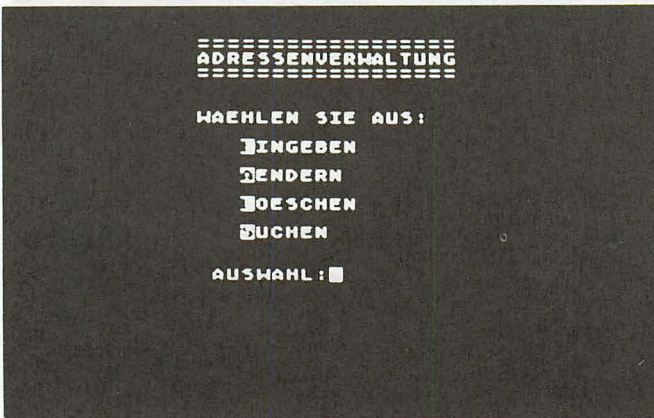 =================
ADRESSENVERWALTUNG
=================
WAEHLEN SIE AUS:
EINGEBEN
AENDERN
LOESCHEN
SUCHEN
AUSWAHL: